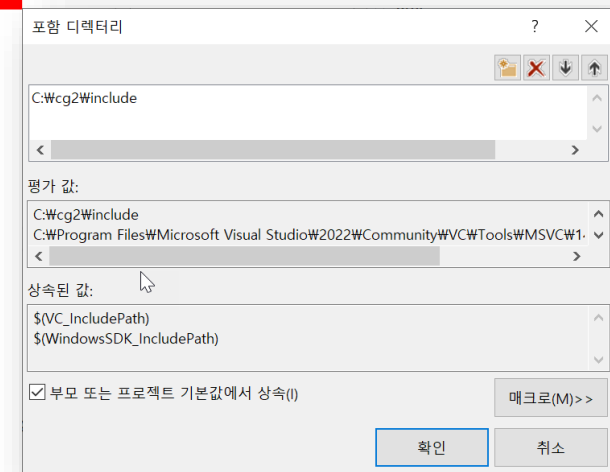 포함 디렉터리
C:₩cg2₩include
평가 값:
C:₩cg2₩include
C:₩Program Files₩Microsoft Visual Studio₩2022₩Community₩VC₩Tools₩MSVC₩1
상속된 값:
$(VC_IncludePath)
$(WindowsSDK_IncludePath)
부모 또는 프로젝트 기본값에서 상속(I)
매크로(M)>>
확인
취소